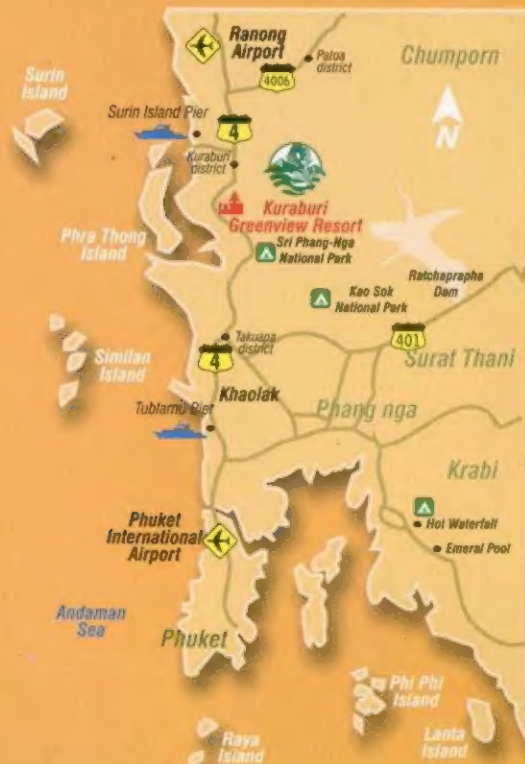 Ranong
Airport
Patoa
district
Chumporn
4006
Surin
Island
Surin Island Pier
4
N
Kuraburi
district
Kuraburi
Greenview Resort
Phra Thong
Island
Sri Phang-Nga
National Park
Ratchaprapha
Dam
Kao Sok
National Park
Takuapa
district
401
Similan
Island
4
Surat Thani
Khaolak
Tublamu Pier
Phang nga
Krabi
Phuket
International
Airport
Hot Waterfall
Emeral Pool
Andaman
Sea
Phuket
Phi Phi
Island
Raya
Island
Lanta
Island